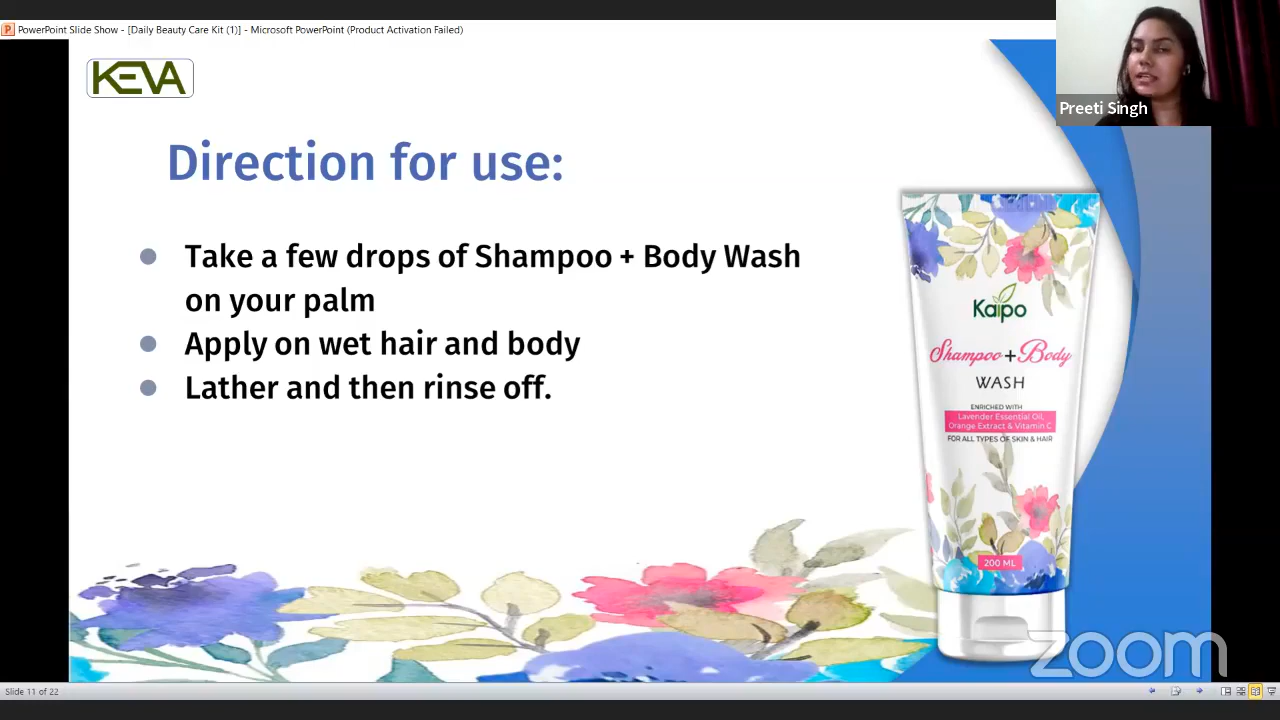 PowerPoint Slide Show - [Daily Beauty Care Kit (1)] - Microsoft PowerPoint (Product Activation Failed)
KEVA
Preeti Singh
Direction for use:
Take a few drops of Shampoo + Body Wash
on your palm
Apply on wet hair and body
Lather and then rinse off.
Kaipo
Shampoo+Body
WASH
ENRICHED WITH
Lavender Essential Oil,
Orange Extract & Vitamin C
FOR ALL TYPES OF SKIN & HAIR
200 ML
zoom
Slide 11 of 22